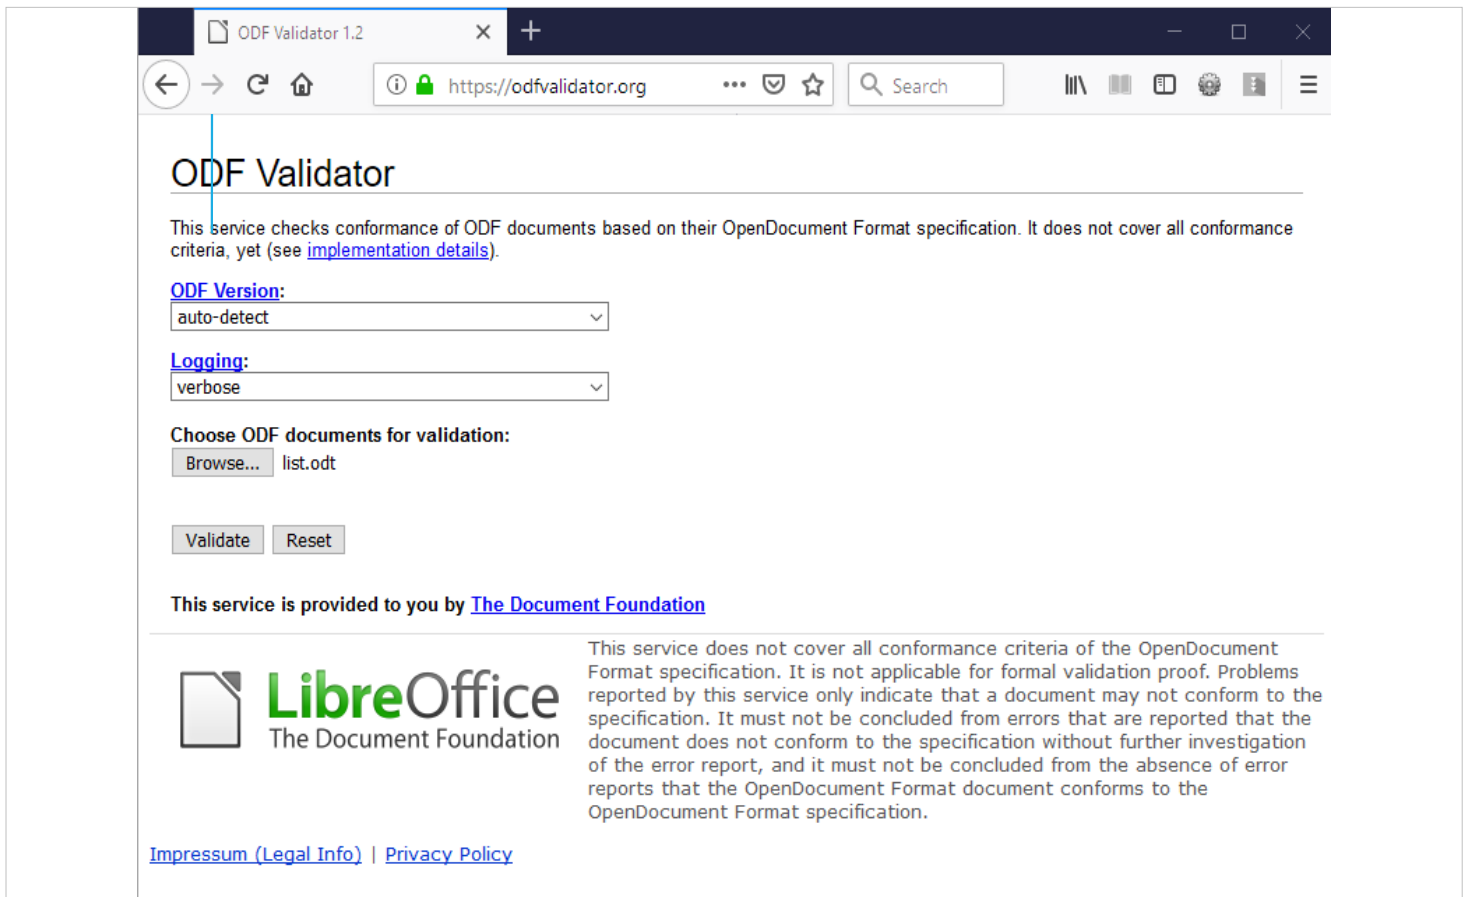 ODF Validator 1.2
https://odfvalidator.org
Search
ODF Validator
This service checks conformance of ODF documents based on their OpenDocument Format specification. It does not cover all conformance
criteria, yet (see implementation details).
ODF Version:
auto-detect
Logging:
verbose
Choose ODF documents for validation:
Browse... list.odt
Validate Reset
This service is provided to you by The Document Foundation
LibreOffice
The Document Foundation
This service does not cover all conformance criteria of the OpenDocument
Format specification. It is not applicable for formal validation proof. Problems
reported by this service only indicate that a document may not conform to the
specification. It must not be concluded from errors that are reported that the
document does not conform to the specification without further investigation
of the error report, and it must not be concluded from the absence of error
reports that the OpenDocument Format document conforms to the
OpenDocument Format specification.
Impressum (Legal Info) | Privacy Policy